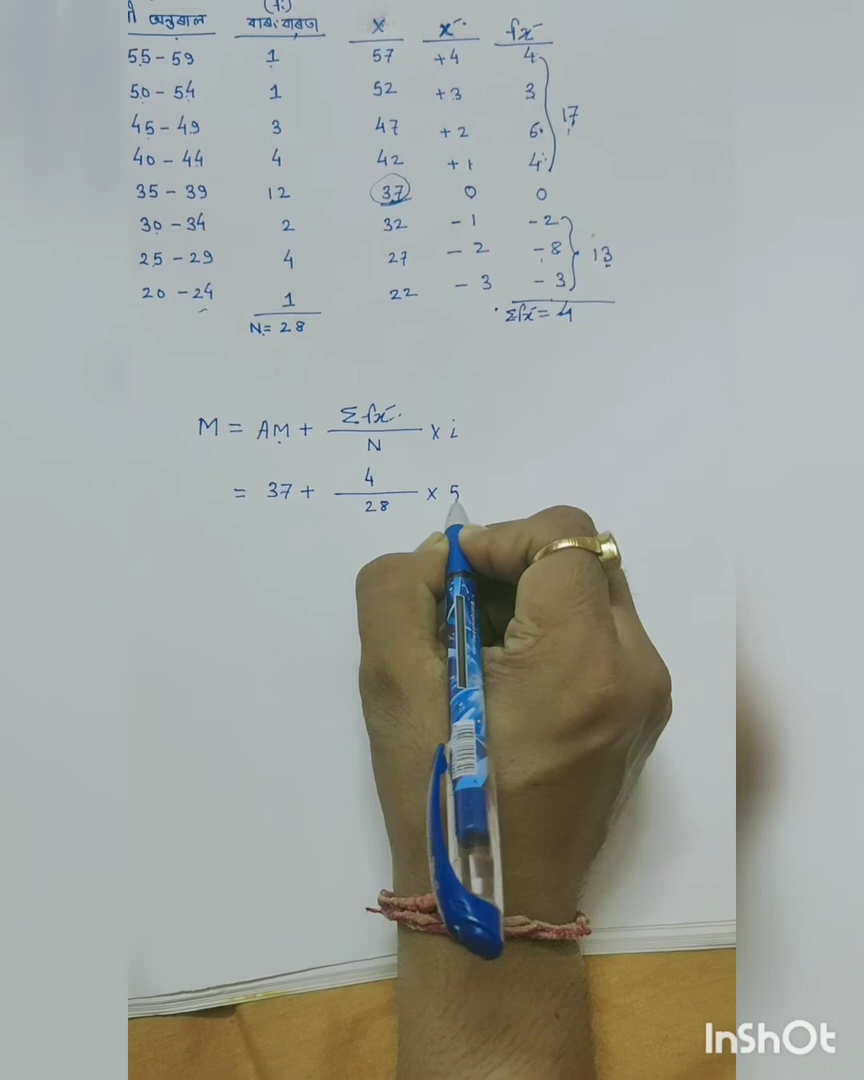 (f.)
অনুবাল বাৰংবাৰতা X x' fx'
55-59 1 57 +4 4
50-54 1 52 +3 3
45-49 3 47 +2 6 17
40-44 4 42 +1 4
35-39 12 37 0 0
30-34 2 32 -1 -2
25-29 4 27 -2 -8 13
20-24 1 22 -3 -3
N=28 Σfx'=4
M = AM + Σfx'/N × i
= 37 + 4/28 × 5
InShOt